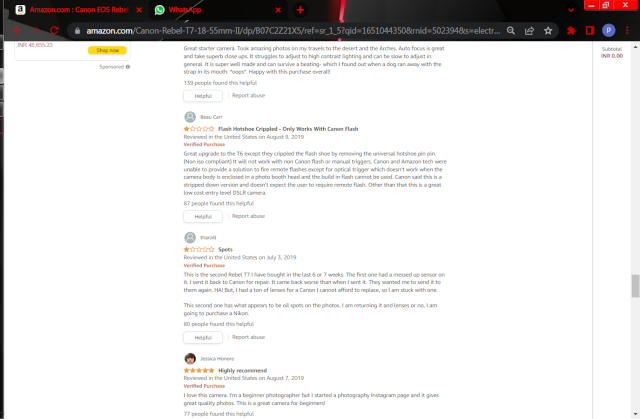 Amazon.com : Canon EOS Rebel
WhatsApp
amazon.com/Canon-Rebel-T7-18-55mm-II/dp/B07C2Z21X5/ref=sr_1_5?qid=1651044350&rnid=502394&s=electr...
INR 48,855.33
Shop now
Sponsored
Subtotal
INR 0.00
Great starter camera. Took amazing photos on my travels to the desert and the Arches. Auto focus is great
and take superb close ups. It struggles to adjust to high contrast lighting and can be slow to adjust in
general. It is super well made and can survive a beating- which I found out when a dog ran away with the
strap in its mouth *oops*. Happy with this purchase overall!
139 people found this helpful
Helpful
Report abuse
Beau Carr
Flash Hotshoe Crippled - Only Works With Canon Flash
Reviewed in the United States on August 9, 2019
Verified Purchase
Great upgrade to the T6 except they crippled the flash shoe by removing the universal hotshoe pin pin.
(Non iso compliant) It will not work with non Canon flash or manual triggers, Canon and Amazon tech were
unable to provide a solution to fire remote flashes except for optical trigger which doesn't work when the
camera body is enclosed in a photo booth head and the build in flash cannot be used. Canon said this is a
stripped down version and doesn't expect the user to require remote flash. Other than that this is a great
low cost entry level DSLR camera.
87 people found this helpful
Helpful
Report abuse
Spots
Reviewed in the United States on July 3, 2019
Verified Purchase
This is the second Rebel T7 I have bought in the last 6 or 7 weeks. The first one had a messed up sensor on
it. I sent it back to Canon for repair. It came back worse than when I sent it. They wanted me to send it to
them again. HA! But, I had a ton of lenses for a Canon I cannot afford to replace, so I am stuck with one.
This second one has what appears to be oil spots on the photos. I am returning it and lenses or no, I am
going to purchase a Nikon.
80 people found this helpful
Helpful
Report abuse
Jessica Honore
Highly recommend
Reviewed in the United States on August 7, 2019
Verified Purchase
I love this camera. I'm a beginner photographer but I started a photography Instagram page and it gives
great quality photos. This is a great camera for beginners!
77 people found this helpful